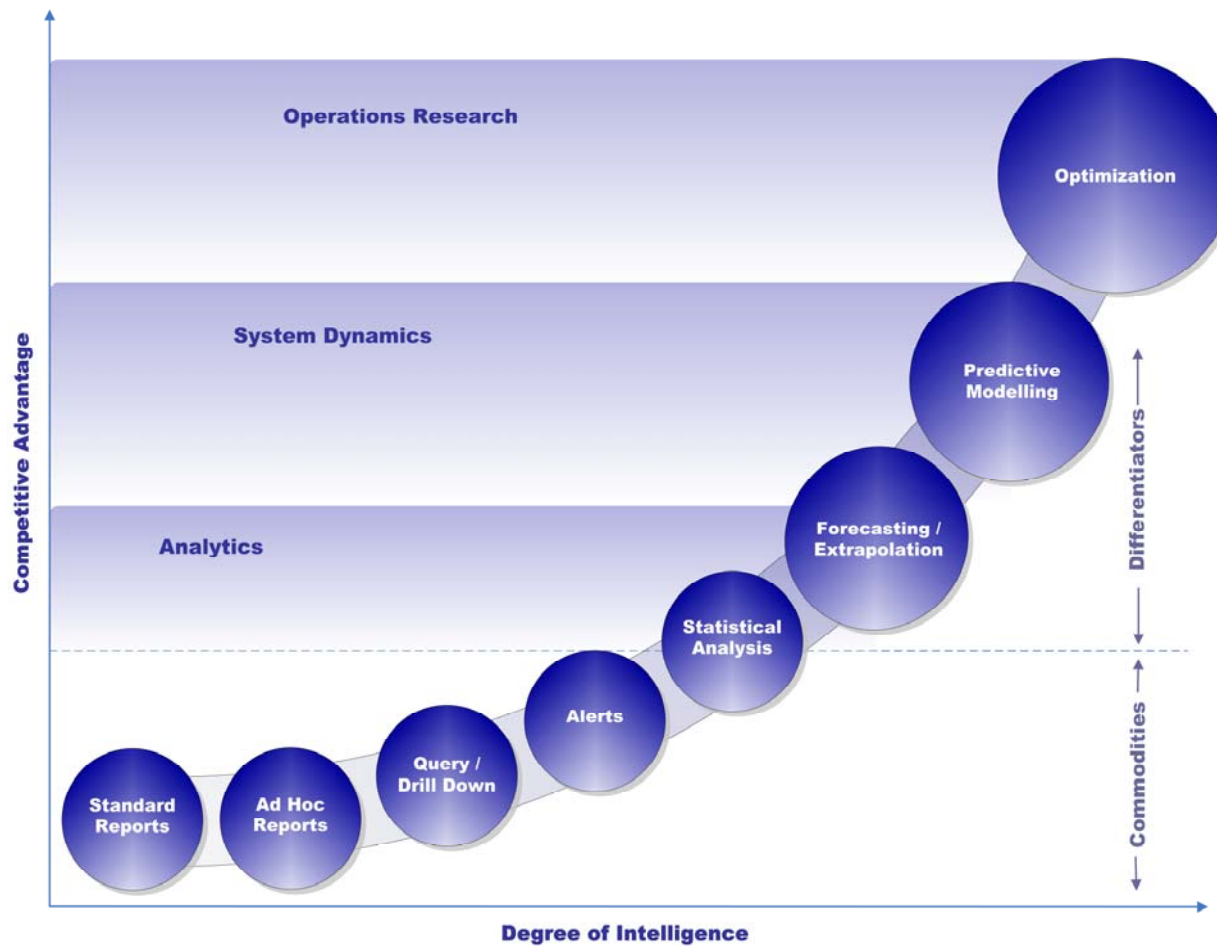 Operations Research
Optimization
System Dynamics
Predictive
Modelling
Competitive Advantage
Differentiators
Analytics
Forecasting /
Extrapolation
Statistical
Analysis
Alerts
Commodities
Query /
Drill Down
Standard
Reports
Ad Hoc
Reports
Degree of Intelligence